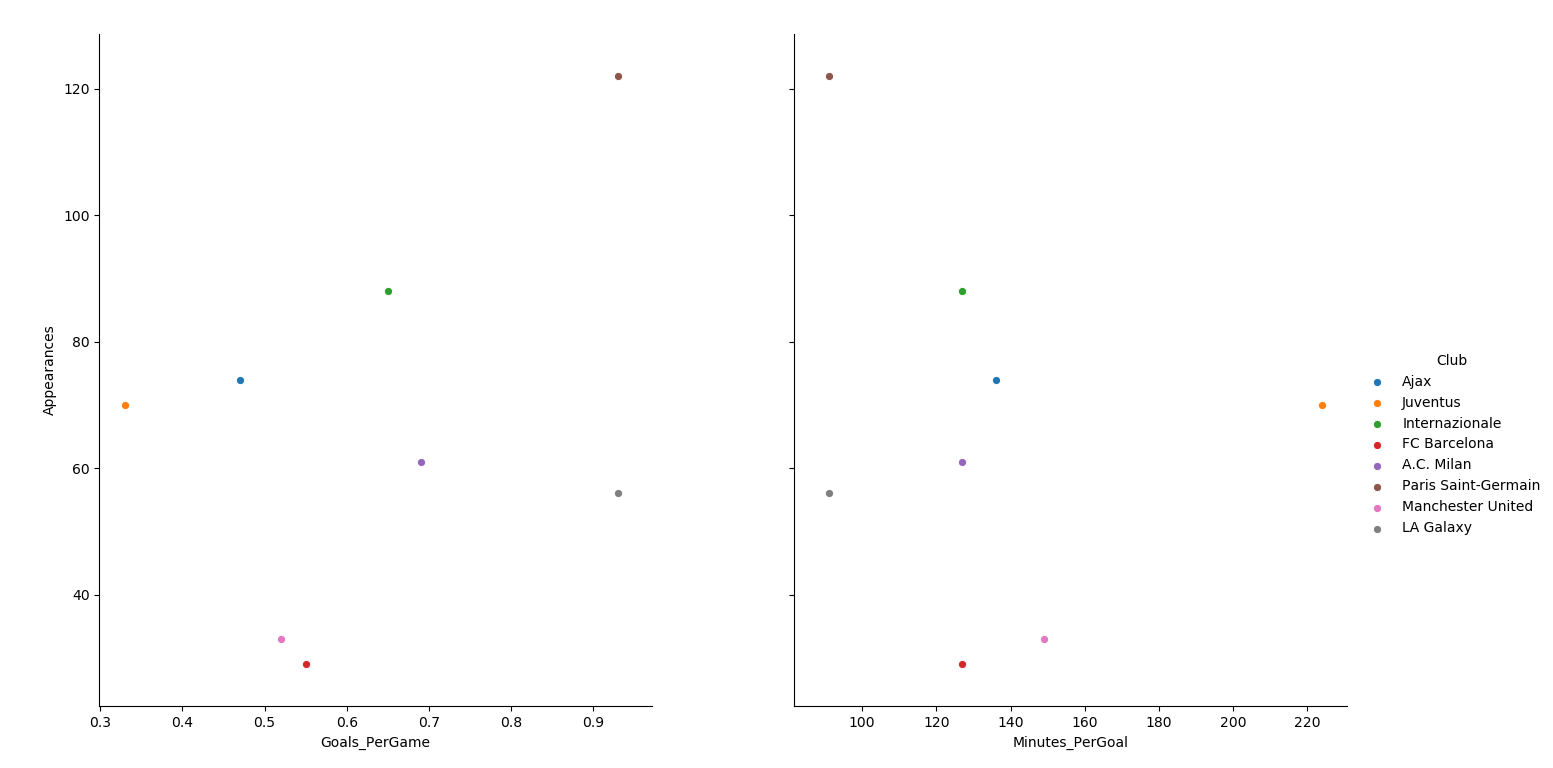 120
100
80
60
40
Appearances
0.3 0.4 0.5 0.6 0.7 0.8 0.9
Goals_PerGame
100 120 140 160 180 200 220
Minutes_PerGoal
Club
Ajax
Juventus
Internazionale
FC Barcelona
A.C. Milan
Paris Saint-Germain
Manchester United
LA Galaxy